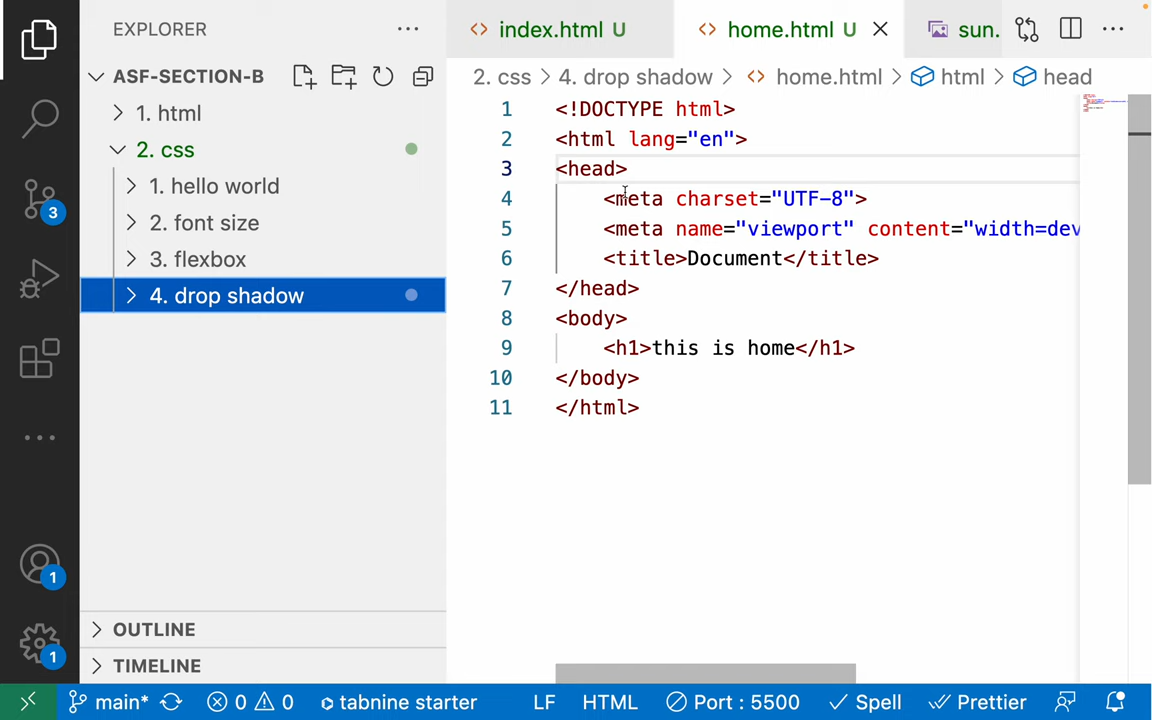 EXPLORER
ASF-SECTION-B
1. html
2. css
1. hello world
2. font size
3. flexbox
4. drop shadow
OUTLINE
TIMELINE
3
1
1
index.html U
home.html U
sun.
2. css > 4. drop shadow > home.html > html > head
1 <!DOCTYPE html>
2 <html lang="en">
3 <head>
4 <meta charset="UTF-8">
5 <meta name="viewport" content="width=dev
6 <title>Document</title>
7 </head>
8 <body>
9 <h1>this is home</h1>
10 </body>
11 </html>
main* 0 0 tabnine starter LF HTML Port : 5500 Spell Prettier